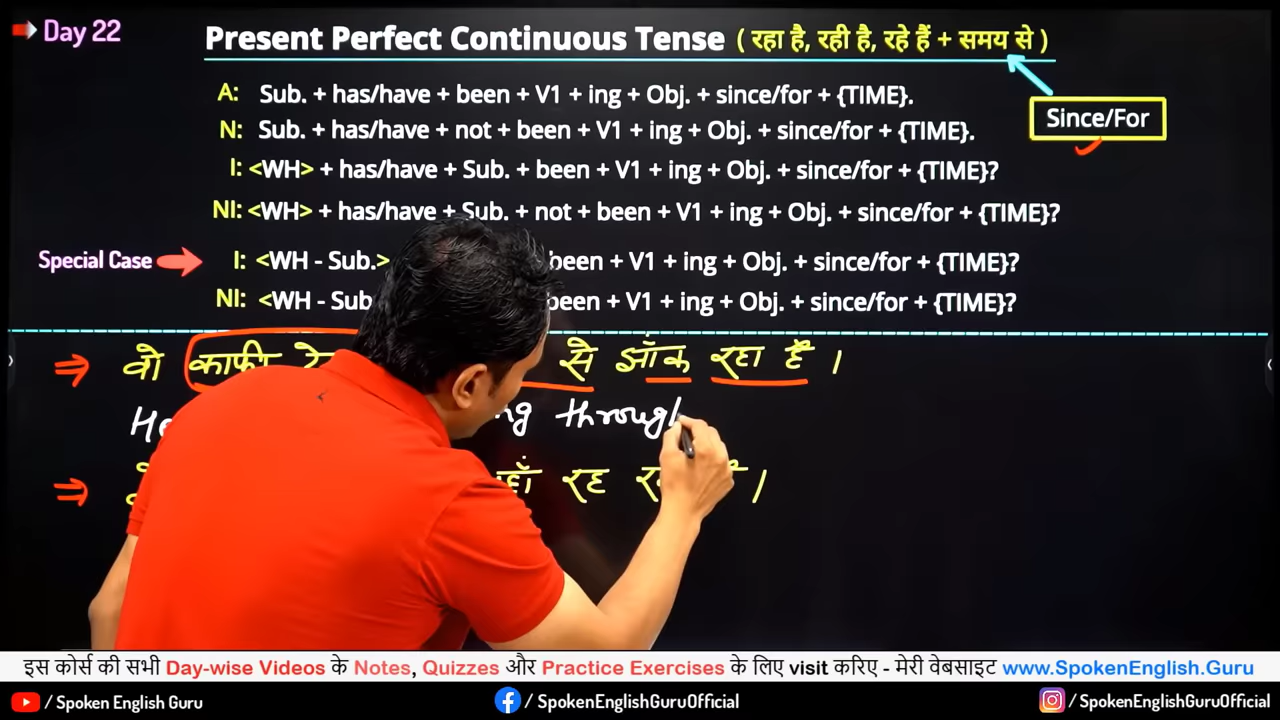 Day 22
Present Perfect Continuous Tense ( रहा है, रही है, रहे हैं + समय से )
A: Sub. + has/have + been + V1 + ing + Obj. + since/for + {TIME}.
Since/For
N: Sub. + has/have + not + been + V1 + ing + Obj. + since/for + {TIME}.
I: <WH> + has/have + Sub. + been + V1 + ing + Obj. + since/for + {TIME}?
NI: <WH> + has/have + Sub. + not + been + V1 + ing + Obj. + since/for + {TIME}?
Special Case I: <WH - Sub.> been + V1 + ing + Obj. + since/for + {TIME}?
NI: <WH - Sub been + V1 + ing + Obj. + since/for + {TIME}?
वो काफी से झाँक रहा है ।
He ng through
रह
इस कोर्स की सभी Day-wise Videos के Notes, Quizzes और Practice Exercises के लिए visit करिए - मेरी वेबसाइट www.SpokenEnglish.Guru
/ Spoken English Guru / SpokenEnglishGuruOfficial / SpokenEnglishGuruOfficial